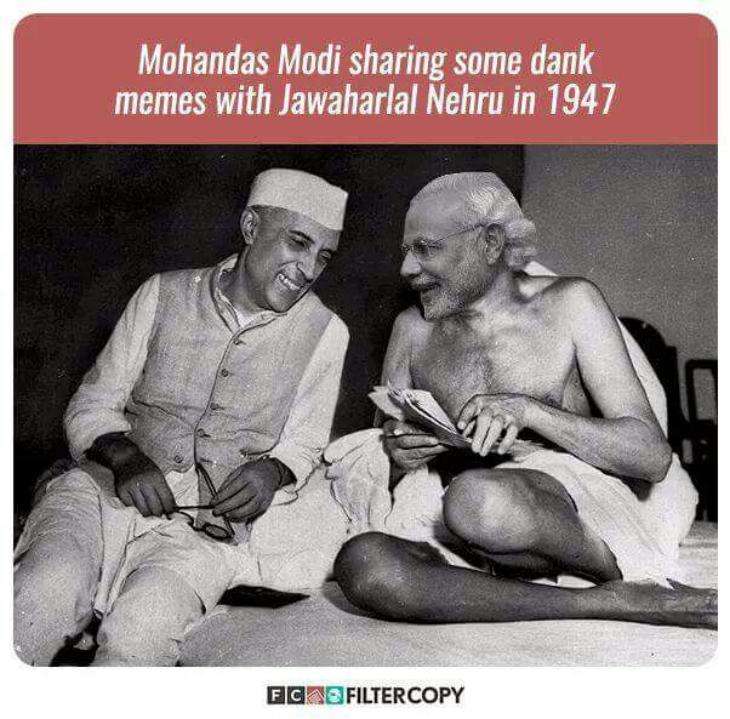 Mohandas Modi sharing some dank
memes with Jawaharlal Nehru in 1947
FC FILTERCOPY